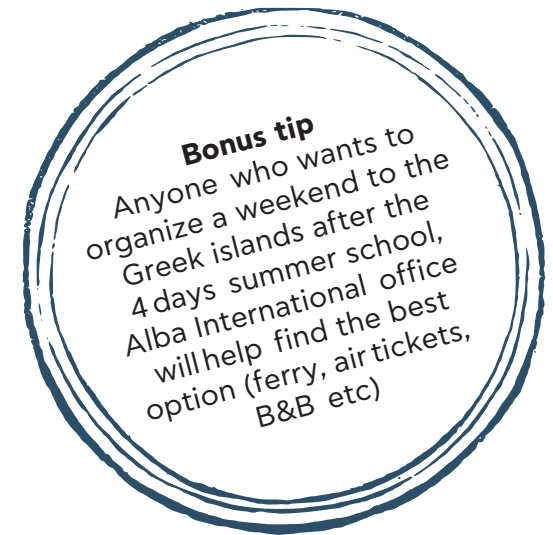 Bonus tip
Anyone who wants to
organize a weekend to the
Greek islands after the
4 days summer school,
Alba International office
will help find the best
option (ferry, air tickets,
B&B etc)